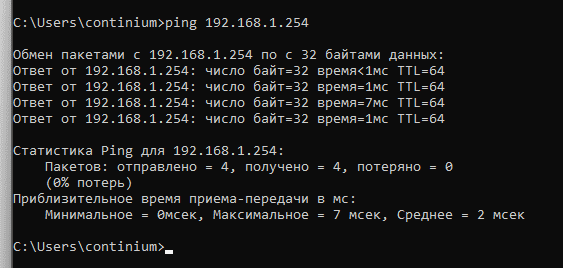 C:\Users\continium>ping 192.168.1.254
Обмен пакетами с 192.168.1.254 по с 32 байтами данных:
Ответ от 192.168.1.254: число байт=32 время<1мс TTL=64
Ответ от 192.168.1.254: число байт=32 время=1мс TTL=64
Ответ от 192.168.1.254: число байт=32 время=7мс TTL=64
Ответ от 192.168.1.254: число байт=32 время=1мс TTL=64
Статистика Ping для 192.168.1.254:
Пакетов: отправлено = 4, получено = 4, потеряно = 0
(0% потерь)
Приблизительное время приема-передачи в мс:
Минимальное = 0мсек, Максимальное = 7 мсек, Среднее = 2 мсек
C:\Users\continium>